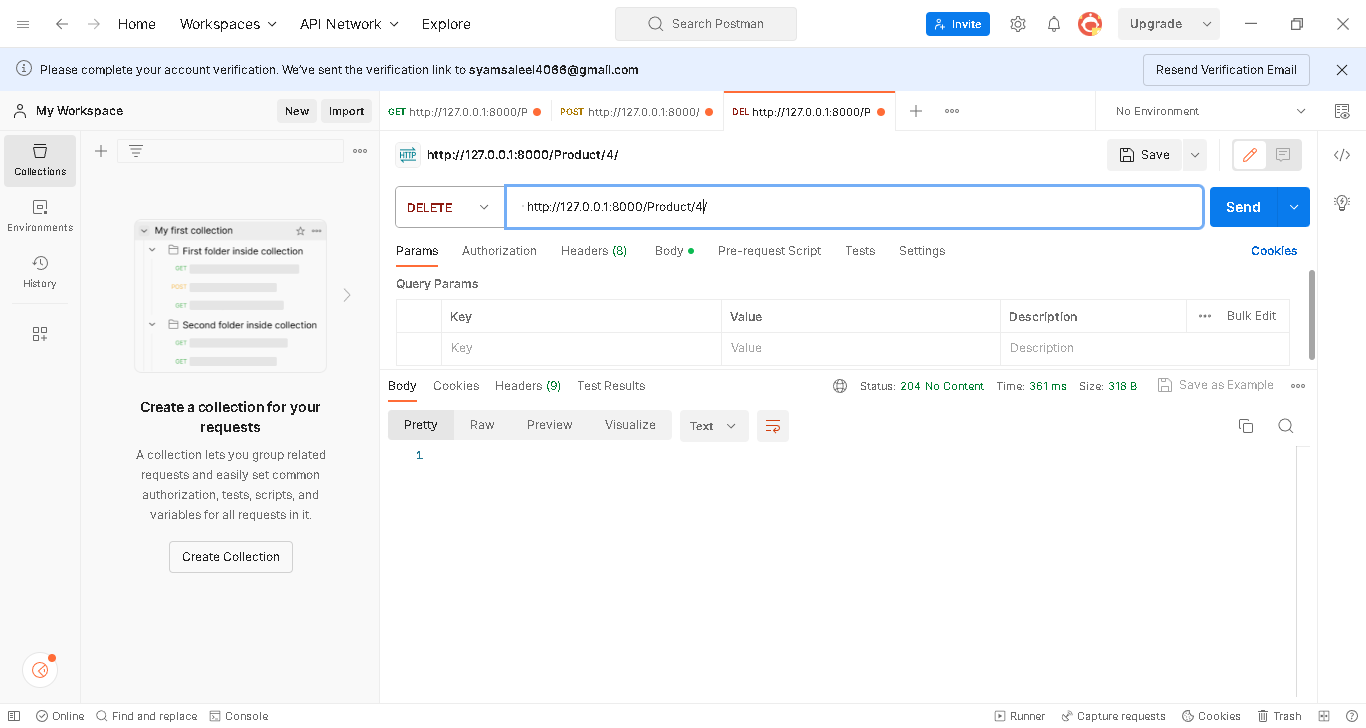 Home Workspaces API Network Explore Search Postman Invite Upgrade
Please complete your account verification. We've sent the verification link to syamsaleel4066@gmail.com Resend Verification Email
My Workspace New Import GET http://127.0.0.1:8000/P POST http://127.0.0.1:8000/ DEL http://127.0.0.1:8000/P No Environment
Collections
Environments
History
My first collection
First folder inside collection
GET
POST
GET
Second folder inside collection
GET
GET
Create a collection for your
requests
A collection lets you group related
requests and easily set common
authorization, tests, scripts, and
variables for all requests in it.
Create Collection
HTTP http://127.0.0.1:8000/Product/4/ Save
DELETE http://127.0.0.1:8000/Product/4/ Send
Params Authorization Headers (8) Body Pre-request Script Tests Settings Cookies
Query Params
Key Value Description Bulk Edit
Key Value Description
Body Cookies Headers (9) Test Results Status: 204 No Content Time: 361 ms Size: 318 B Save as Example
Pretty Raw Preview Visualize Text
1
Online Find and replace Console Runner Capture requests Cookies Trash